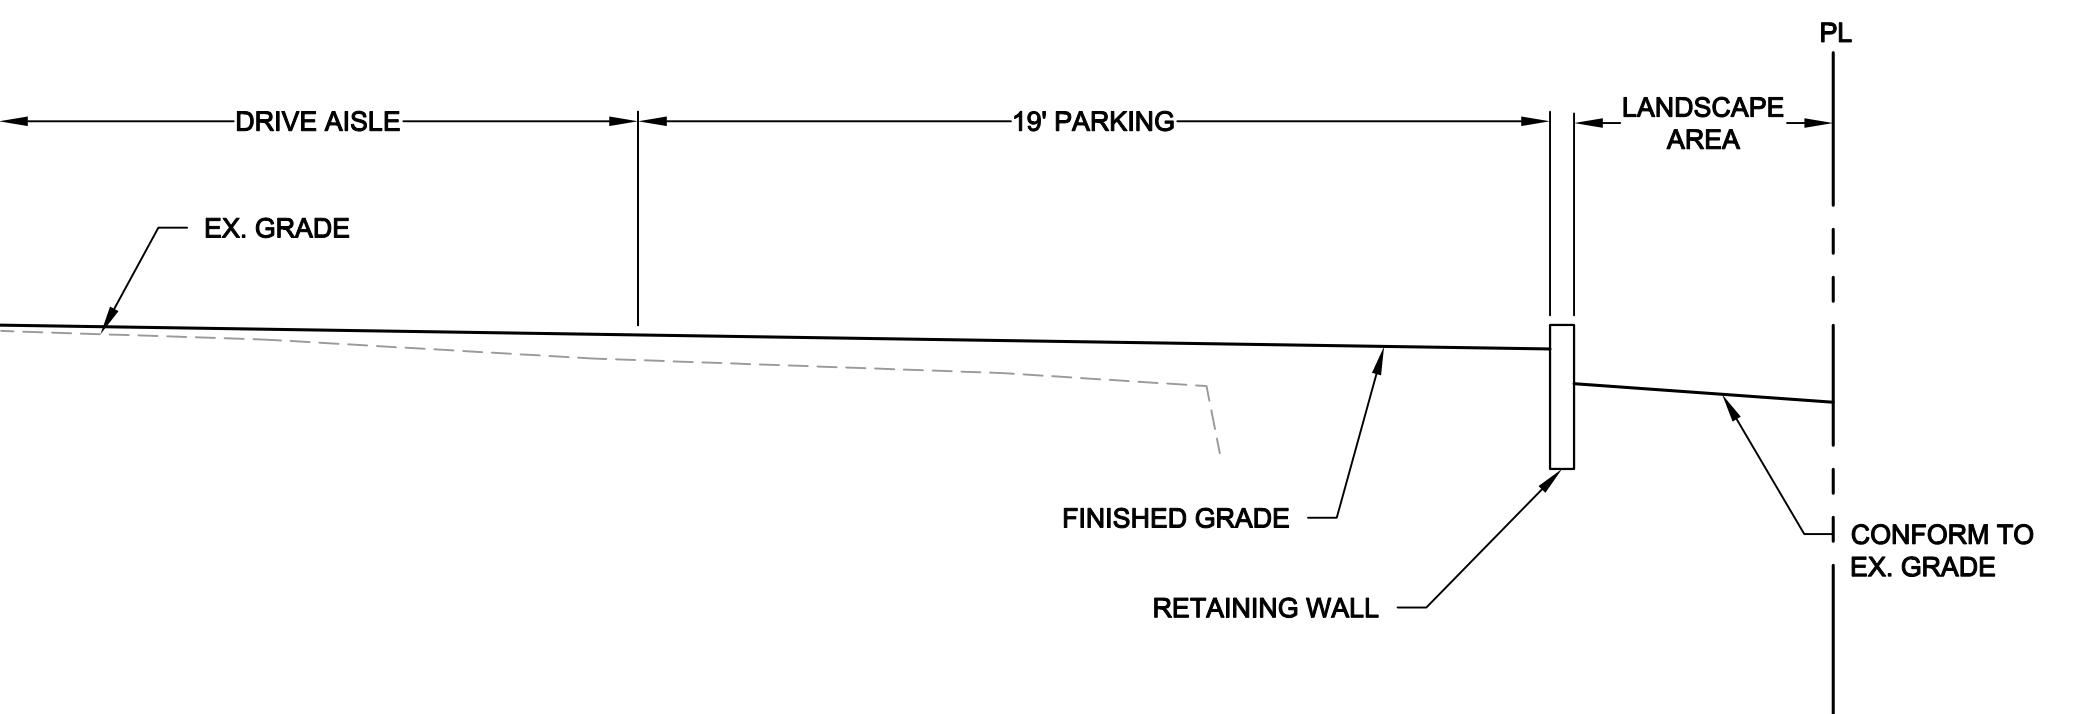 PL
DRIVE AISLE
19' PARKING
LANDSCAPE
AREA
EX. GRADE
FINISHED GRADE
CONFORM TO
EX. GRADE
RETAINING WALL